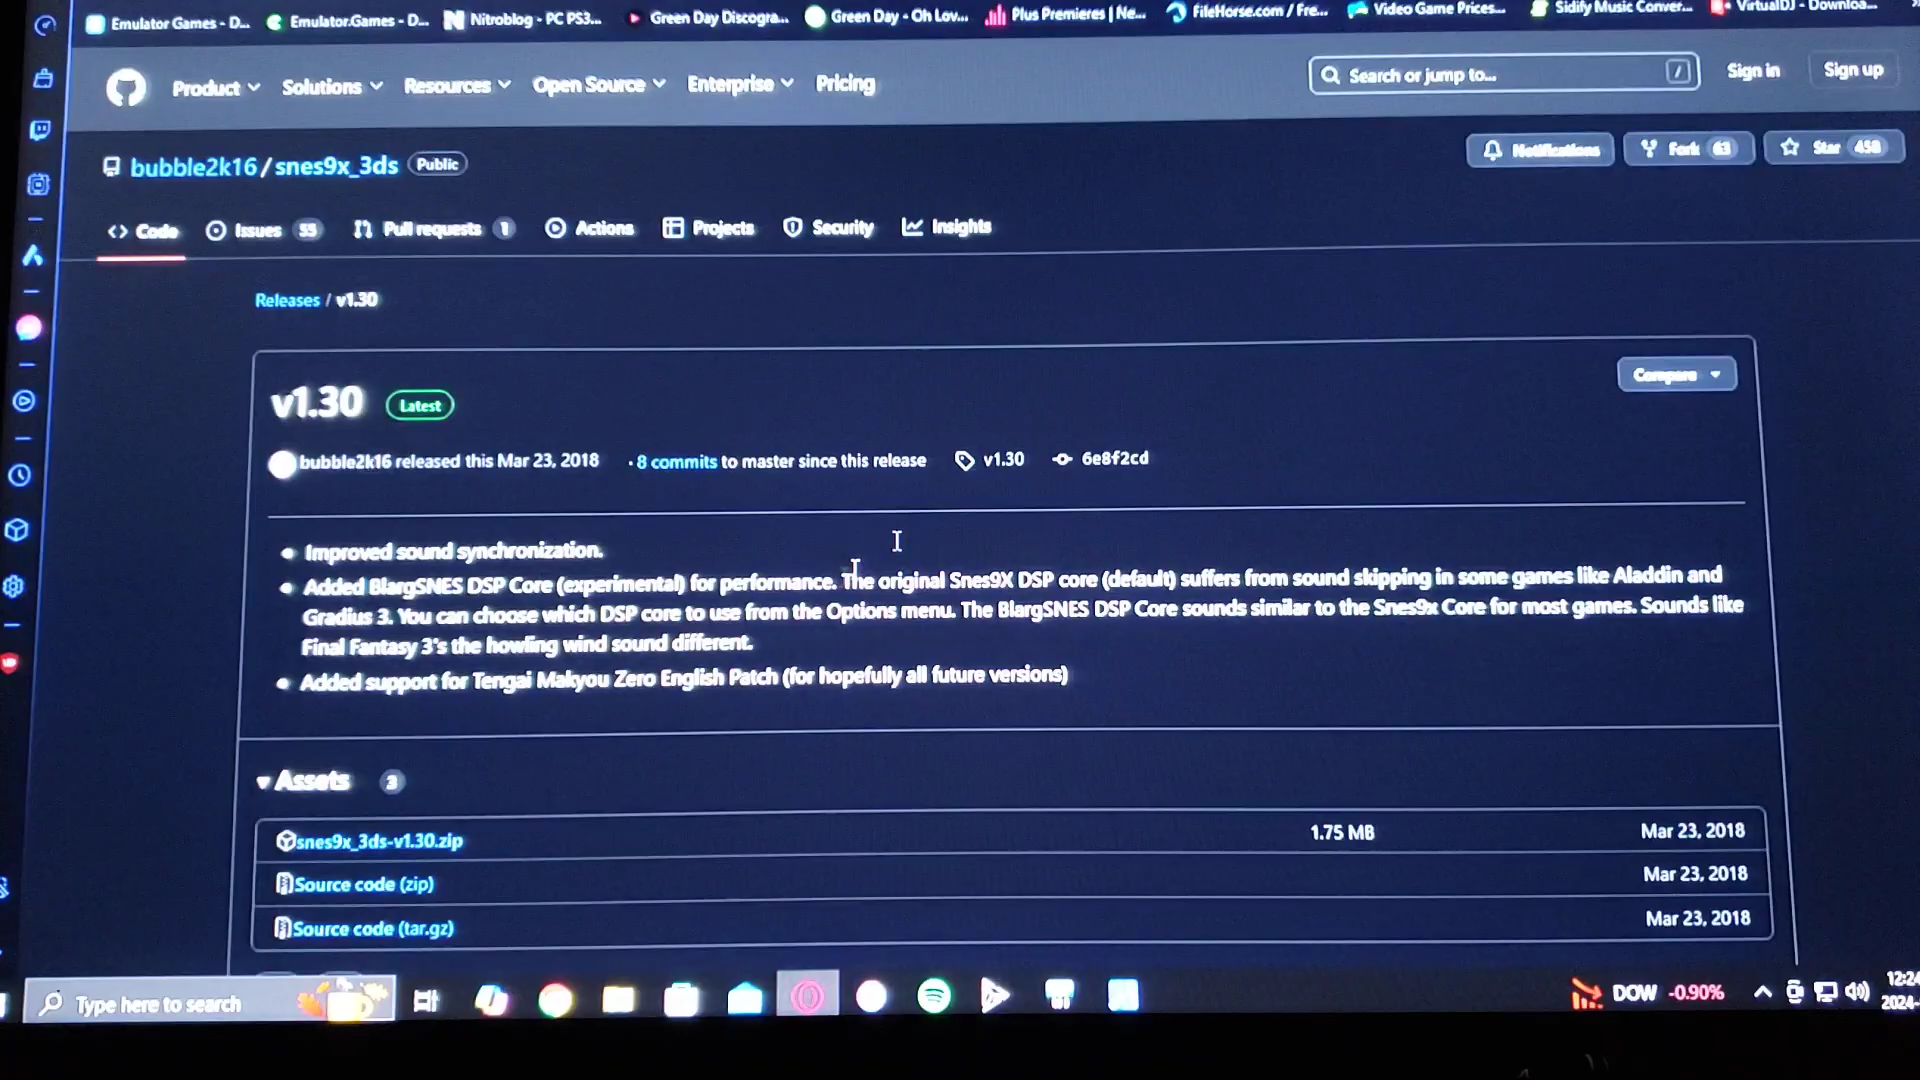 Emulator Games - D... Emulator.Games - D... Nitroblog - PC PS3... Green Day Discogra... Green Day - Oh Lov... Plus Premieres | Ne... FileHorse.com / Fre... Video Game Prices... Sidify Music Conver... VirtualDJ - Downloa...
Product Solutions Resources Open Source Enterprise Pricing Search or jump to... / Sign in Sign up
bubble2k16/snes9x_3ds Public Notifications Fork 63 Star 458
<> Code Issues 55 Pull requests 1 Actions Projects Security Insights
Releases / v1.30
v1.30 Latest Compare
bubble2k16 released this Mar 23, 2018 · 8 commits to master since this release v1.30 6e8f2cd
• Improved sound synchronization.
• Added BlargSNES DSP Core (experimental) for performance. The original Snes9X DSP core (default) suffers from sound skipping in some games like Aladdin and
Gradius 3. You can choose which DSP core to use from the Options menu. The BlargSNES DSP Core sounds similar to the Snes9x Core for most games. Sounds like
Final Fantasy 3's the howling wind sound different.
• Added support for Tengai Makyou Zero English Patch (for hopefully all future versions)
Assets 3
snes9x_3ds-v1.30.zip 1.75 MB Mar 23, 2018
Source code (zip) Mar 23, 2018
Source code (tar.gz) Mar 23, 2018
Type here to search DOW -0.90% 12:24
2024-